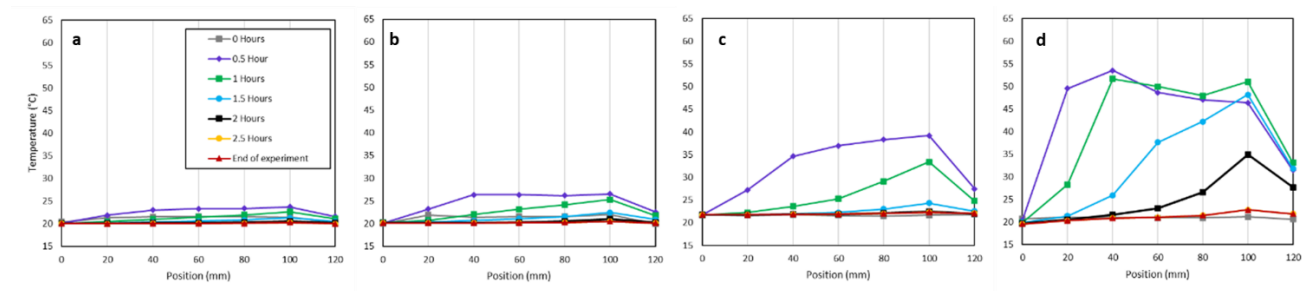 a
65
60
55
50
45
40
35
30
25
20
15
Temperature (°C)
0 Hours
0.5 Hour
1 Hours
1.5 Hours
2 Hours
2.5 Hours
End of experiment
0 20 40 60 80 100 120
Position (mm)
b
65
60
55
50
45
40
35
30
25
20
15
0 20 40 60 80 100 120
Position (mm)
c
65
60
55
50
45
40
35
30
25
20
15
0 20 40 60 80 100 120
Position (mm)
d
65
60
55
50
45
40
35
30
25
20
15
0 20 40 60 80 100 120
Position (mm)